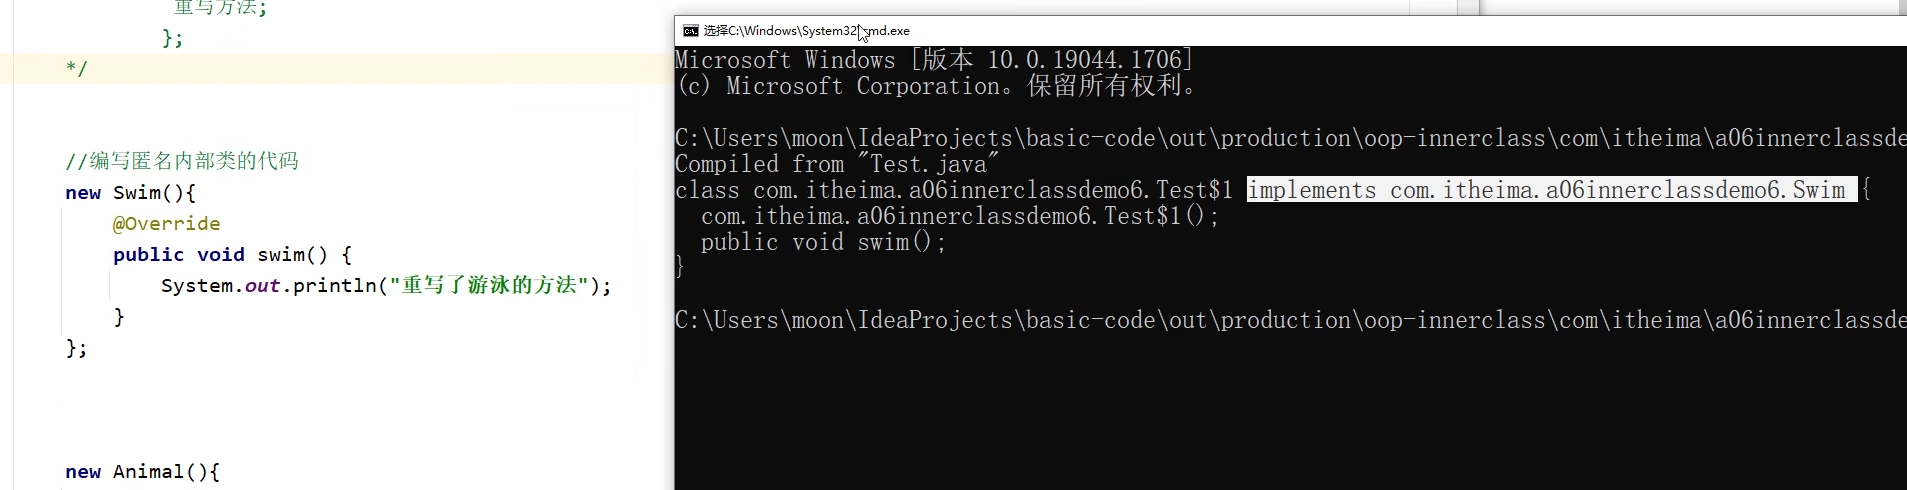 重写方法;
};
*/
//编写匿名内部类的代码
new Swim(){
@Override
public void swim() {
System.out.println("重写了游泳的方法");
}
};
new Animal(){
选择C:\Windows\System32\cmd.exe
Microsoft Windows [版本 10.0.19044.1706]
(c) Microsoft Corporation。保留所有权利。
C:\Users\moon\IdeaProjects\basic-code\out\production\oop-innerclass\com\itheima\a06innerclassde
Compiled from "Test.java"
class com.itheima.a06innerclassdemo6.Test$1 implements com.itheima.a06innerclassdemo6.Swim {
com.itheima.a06innerclassdemo6.Test$1();
public void swim();
}
C:\Users\moon\IdeaProjects\basic-code\out\production\oop-innerclass\com\itheima\a06innerclassde